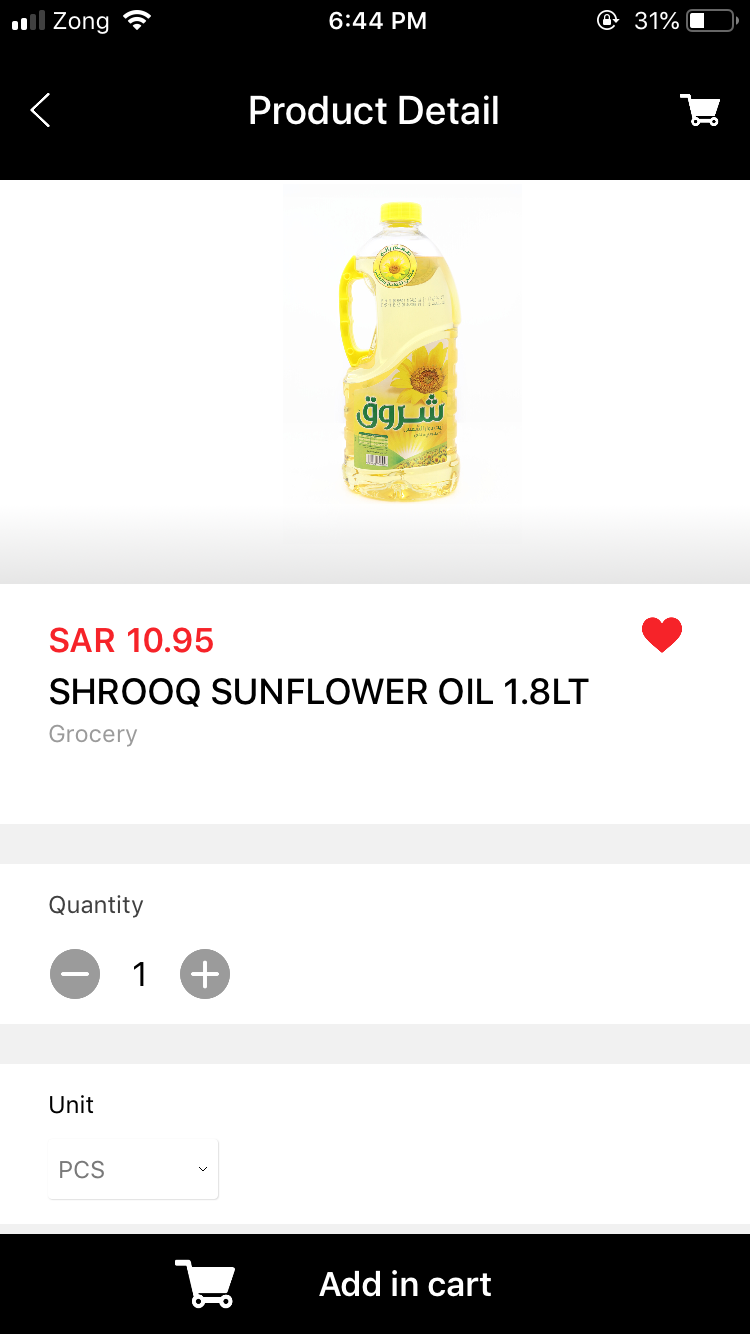 Zong 6:44 PM 31%
Product Detail
شروق
SAR 10.95
SHROOQ SUNFLOWER OIL 1.8LT
Grocery
Quantity
1
Unit
PCS
Add in cart